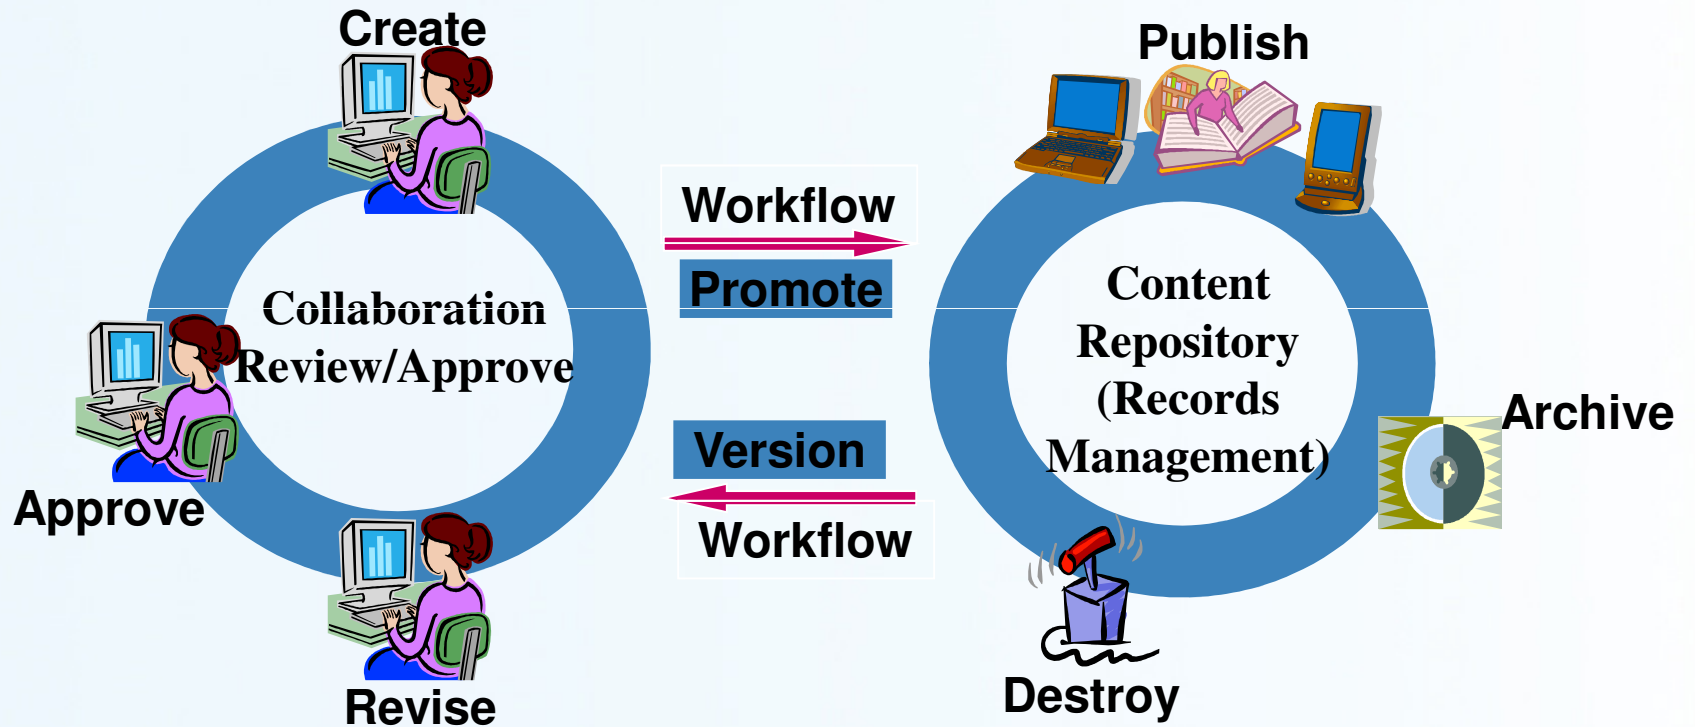 Create
Collaboration
Review/Approve
Approve
Revise
Workflow
Promote
Version
Workflow
Publish
Content
Repository
(Records
Management)
Archive
Destroy